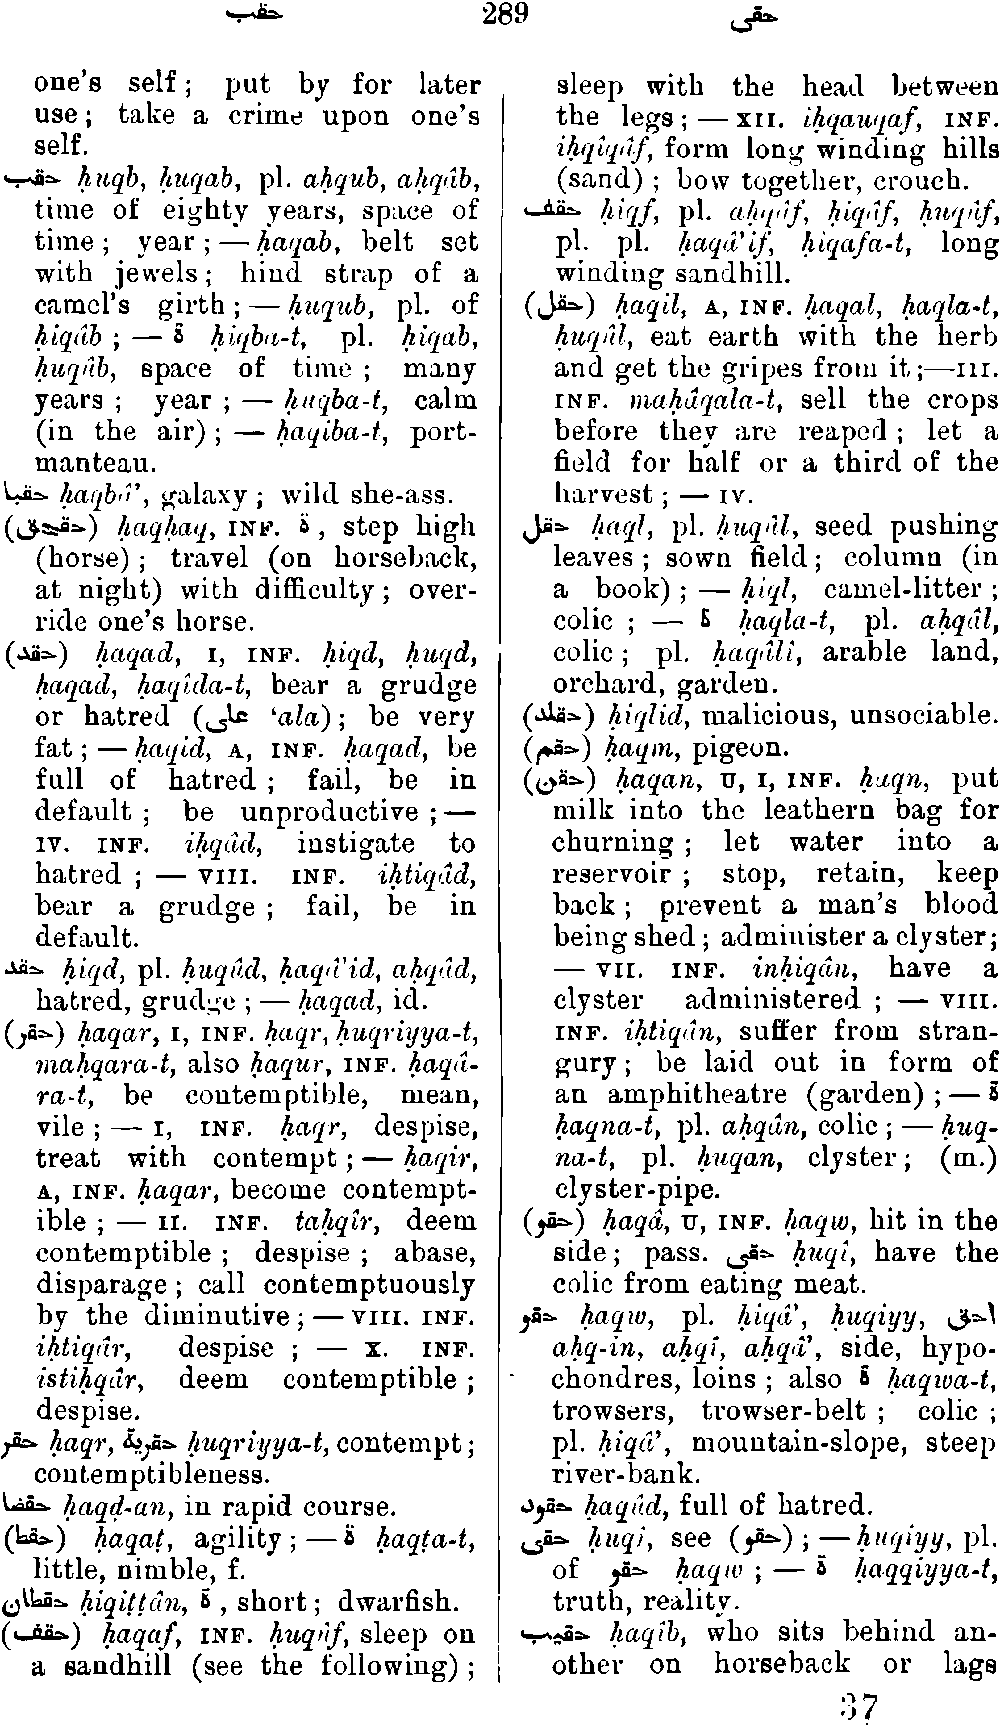 حقب 289 حقى
one's self; put by for later
use; take a crime upon one's
self.
حقب ḥuqb, ḥuqab, pl. aḥqub, aḥqâb,
time of eighty years, space of
time; year; — ḥaqab, belt set
with jewels; hind strap of a
camel's girth; — ḥuqub, pl. of
ḥiqâb; — ة ḥiqba-t, pl. ḥiqab,
ḥuqûb, space of time; many
years; year; — ḥuqba-t, calm
(in the air); — ḥaqiba-t, port-
manteau.
حقبا ḥaqbâ’, galaxy; wild she-ass.
(حقحق) ḥaqḥaq, INF. ة, step high
(horse); travel (on horseback,
at night) with difficulty; over-
ride one's horse.
(حقد) ḥaqad, I, INF. ḥiqd, ḥuqd,
ḥaqad, ḥaqîda-t, bear a grudge
or hatred (على ‘ala); be very
fat; — ḥaqid, A, INF. ḥaqad, be
full of hatred; fail, be in
default; be unproductive; —
IV. INF. iḥqâd, instigate to
hatred; — VIII. INF. iḥtiqâd,
bear a grudge; fail, be in
default.
حقد ḥiqd, pl. ḥuqûd, ḥaqâ’id, aḥqâd,
hatred, grudge; — ḥaqad, id.
(حقر) ḥaqar, I, INF. ḥaqr, ḥuqriyya-t,
maḥqara-t, also ḥaqur, INF. ḥaqâ-
ra-t, be contemptible, mean,
vile; — I, INF. ḥaqr, despise,
treat with contempt; — ḥaqir,
A, INF. ḥaqar, become contempt-
ible; — II. INF. taḥqîr, deem
contemptible; despise; abase,
disparage; call contemptuously
by the diminutive; — VIII. INF.
iḥtiqâr, despise; — X. INF.
istiḥqâr, deem contemptible;
despise.
حقر ḥaqr, حقرية ḥuqriyya-t, contempt;
contemptibleness.
حقضا ḥaqḍ-an, in rapid course.
(حقط) ḥaqaṭ, agility; — ة ḥaqṭa-t,
little, nimble, f.
حقطان ḥiqiṭṭân, ة, short; dwarfish.
(حقف) ḥaqaf, INF. ḥuqûf, sleep on
a sandhill (see the following);
sleep with the head between
the legs; — XII. iḥqauqaf, INF.
iḥqîqâf, form long winding hills
(sand); bow together, crouch.
حقف ḥiqf, pl. aḥqâf, ḥiqâf, ḥuqûf,
pl. pl. ḥaqâ’if, ḥiqafa-t, long
winding sandhill.
(حقل) ḥaqil, A, INF. ḥaqal, ḥaqla-t,
ḥuqâl, eat earth with the herb
and get the gripes from it; — III.
INF. maḥâqala-t, sell the crops
before they are reaped; let a
field for half or a third of the
harvest; — IV.
حقل ḥaql, pl. ḥuqûl, seed pushing
leaves; sown field; column (in
a book); — ḥiql, camel-litter;
colic; — ة ḥaqla-t, pl. aḥqâl,
colic; pl. ḥaqâlî, arable land,
orchard, garden.
(حقلد) ḥiqlid, malicious, unsociable.
(حقم) ḥaqm, pigeon.
(حقن) ḥaqan, U, I, INF. ḥaqn, put
milk into the leathern bag for
churning; let water into a
reservoir; stop, retain, keep
back; prevent a man's blood
being shed; administer a clyster;
— VII. INF. inḥiqân, have a
clyster administered; — VIII.
INF. iḥtiqân, suffer from stran-
gury; be laid out in form of
an amphitheatre (garden); — ة
ḥaqna-t, pl. aḥqân, colic; — ḥuq-
na-t, pl. ḥuqan, clyster; (m.)
clyster-pipe.
(حقو) ḥaqâ, U, INF. ḥaqw, hit in the
side; pass. حقى ḥuqî, have the
colic from eating meat.
حقو ḥaqw, pl. ḥiqâ’, ḥuqiyy, احق
aḥq-in, aḥqî, aḥqâ’, side, hypo-
chondres, loins; also ة ḥaqwa-t,
trowsers, trowser-belt; colic;
pl. ḥiqâ’, mountain-slope, steep
river-bank.
حقود ḥaqûd, full of hatred.
حقى ḥuqî, see (حقو); — ḥuqiyy, pl.
of حقو ḥaqw; — ة ḥaqqiyya-t,
truth, reality.
حقيب ḥaqîb, who sits behind an-
other on horseback or lags
37